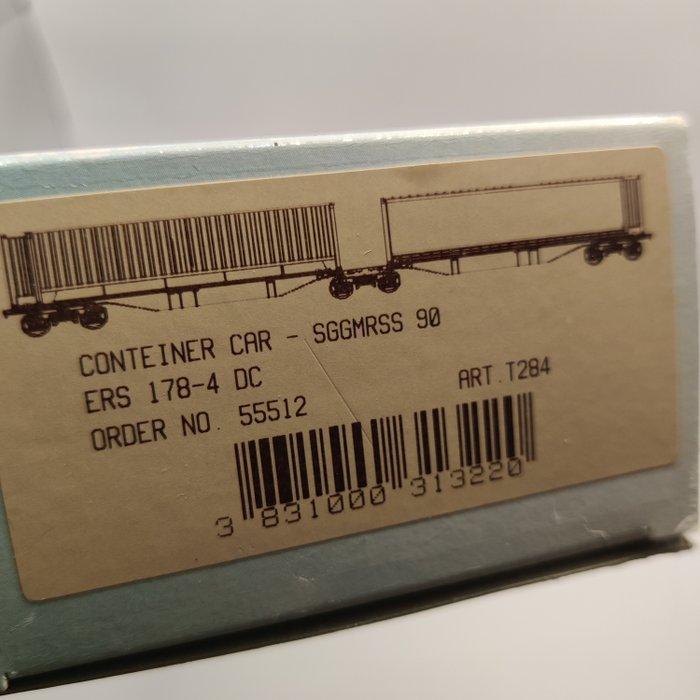 CONTEINER CAR - SGGMRSS 90
ERS 178-4 DC
ART.T284
ORDER NO. 55512
3 831000 313220